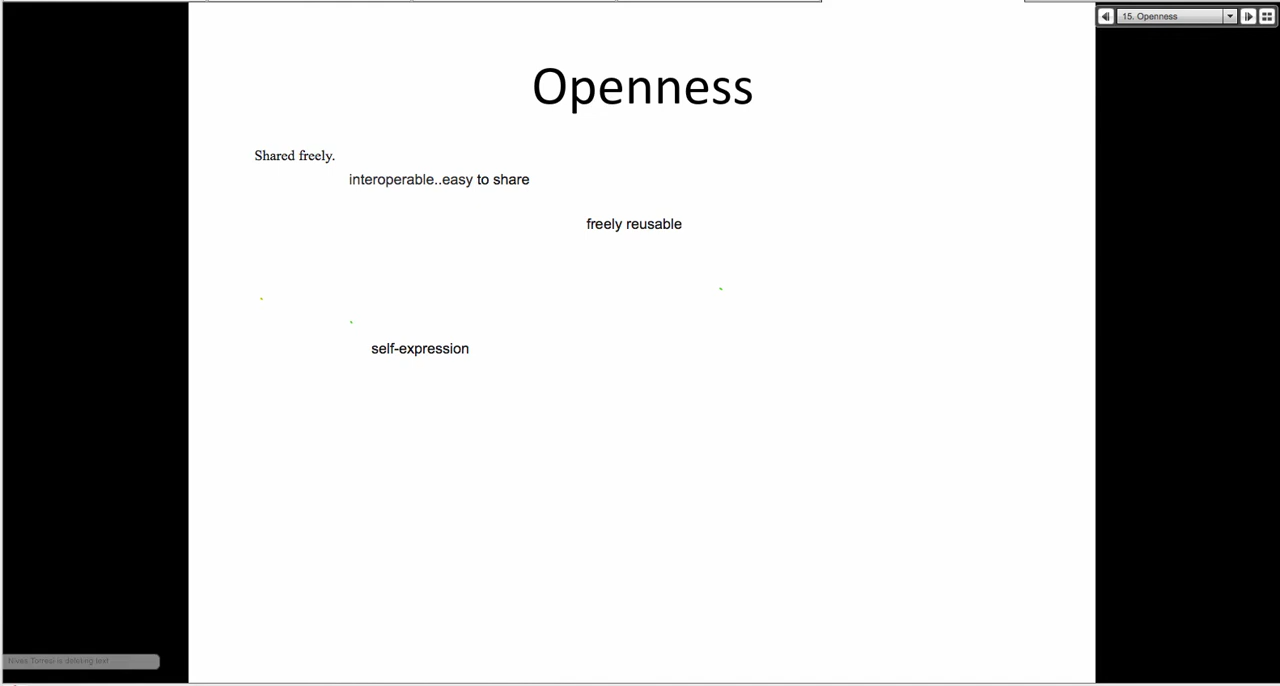 15. Openness
Openness
Shared freely.
interoperable..easy to share
freely reusable
self-expression